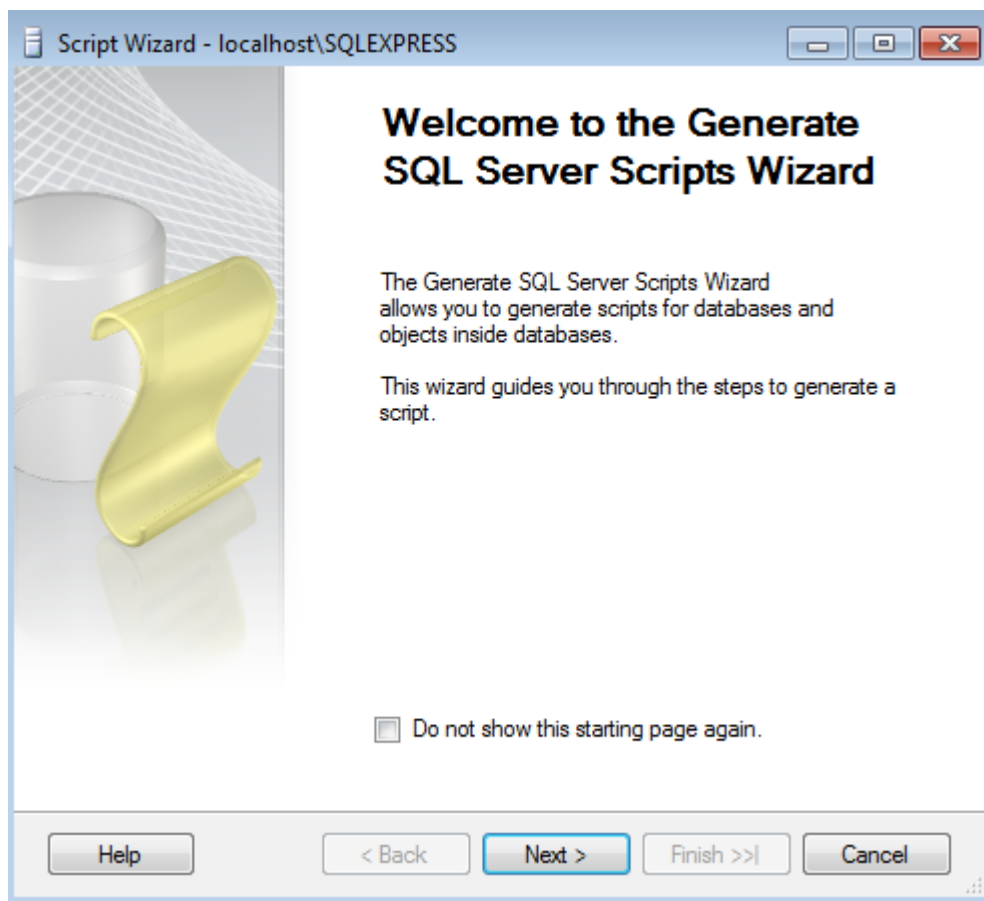 Script Wizard - localhost\SQLEXPRESS
Welcome to the Generate
SQL Server Scripts Wizard
The Generate SQL Server Scripts Wizard
allows you to generate scripts for databases and
objects inside databases.
This wizard guides you through the steps to generate a
script.
Do not show this starting page again.
Help
< Back
Next >
Finish >>|
Cancel